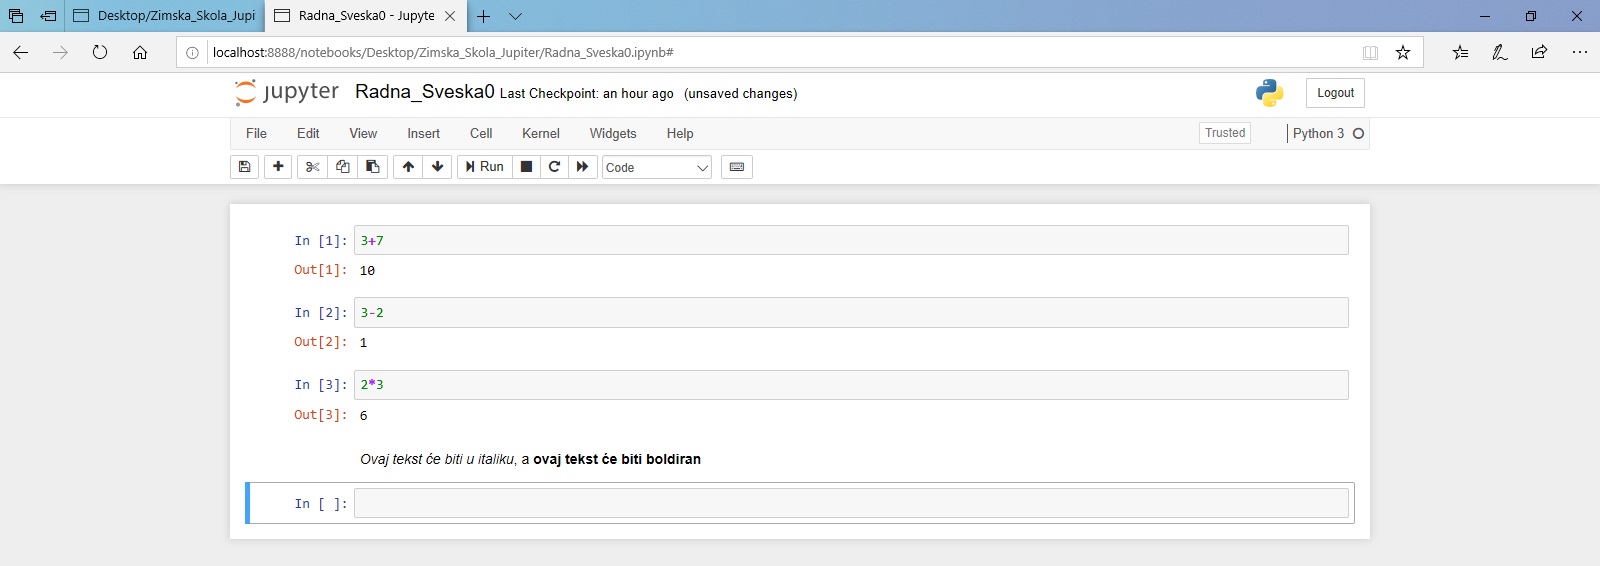 Desktop/Zimska_Skola_Jupi
Radna_Sveska0 - Jupyte
localhost:8888/notebooks/Desktop/Zimska_Skola_Jupiter/Radna_Sveska0.ipynb#
jupyter Radna_Sveska0 Last Checkpoint: an hour ago (unsaved changes)
Logout
File Edit View Insert Cell Kernel Widgets Help
Trusted
Python 3
Run
Code
In [1]: 3+7
Out[1]: 10
In [2]: 3-2
Out[2]: 1
In [3]: 2*3
Out[3]: 6
Ovaj tekst će biti u italiku, a ovaj tekst će biti boldiran
In [ ]: